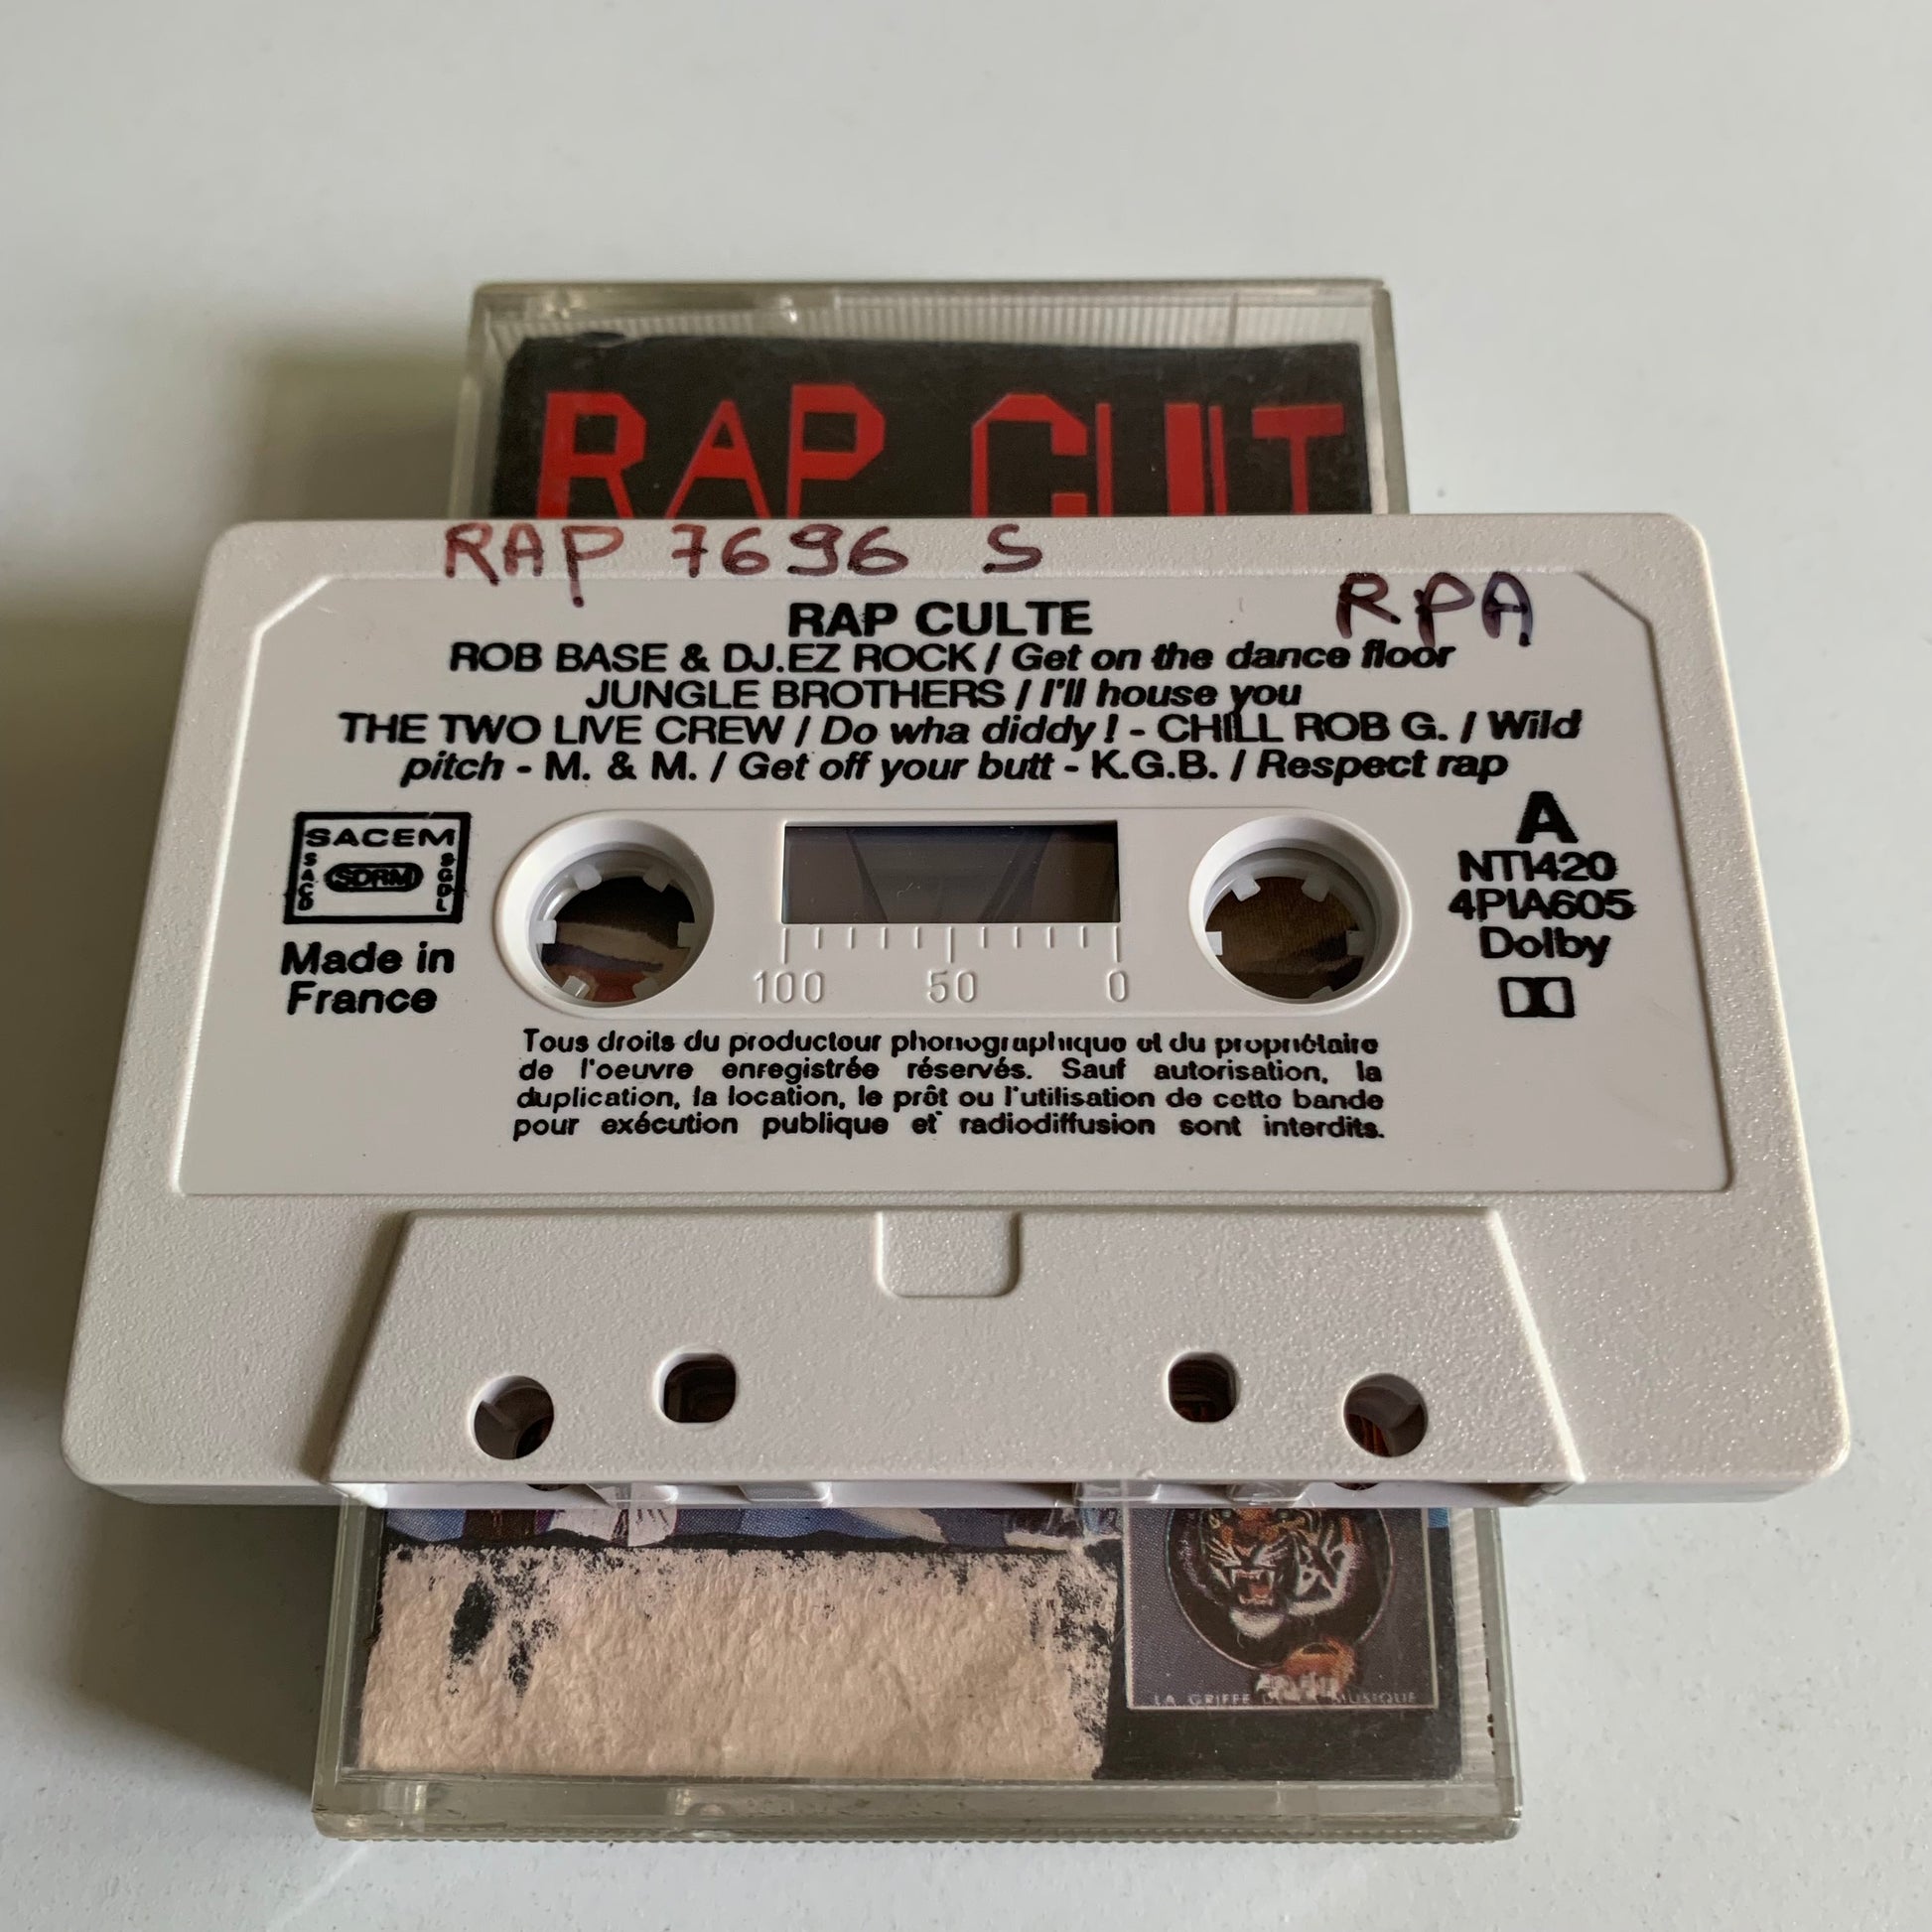 RAP CULT
RAP 7696 S
RPA
RAP CULTE
ROB BASE & DJ.EZ ROCK / Get on the dance floor
JUNGLE BROTHERS / I'll house you
THE TWO LIVE CREW / Do wha diddy ! - CHILL ROB G. / Wild
pitch - M. & M. / Get off your butt - K.G.B. / Respect rap
SACEM
SACD
SDRM
SGDL
Made in
France
A
NTI420
4PIA605
Dolby
100 50 0
Tous droits du producteur phonographique et du propriétaire
de l'oeuvre enregistrée réservés. Sauf autorisation, la
duplication, la location, le prêt ou l'utilisation de cette bande
pour exécution publique et radiodiffusion sont interdits.
LA GRIFFE MUSIQUE